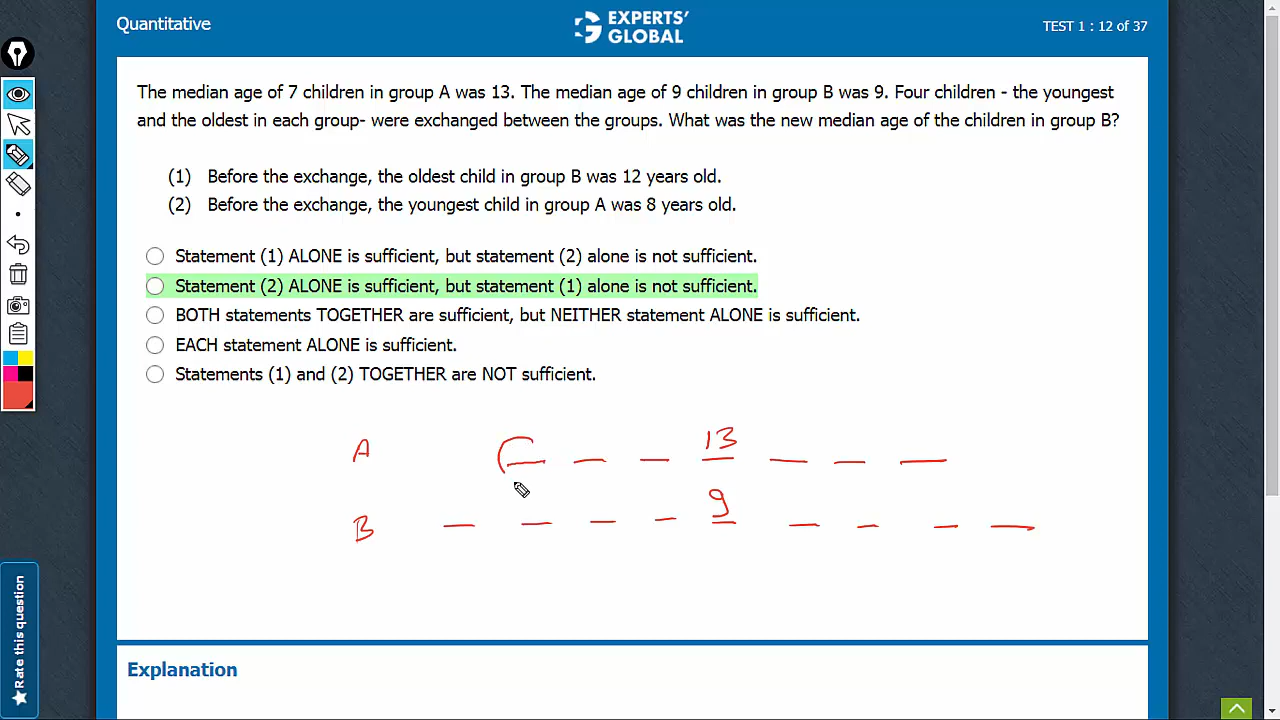 Quantitative
EXPERTS'
GLOBAL
TEST 1 : 12 of 37
The median age of 7 children in group A was 13. The median age of 9 children in group B was 9. Four children - the youngest
and the oldest in each group- were exchanged between the groups. What was the new median age of the children in group B?
(1) Before the exchange, the oldest child in group B was 12 years old.
(2) Before the exchange, the youngest child in group A was 8 years old.
Statement (1) ALONE is sufficient, but statement (2) alone is not sufficient.
Statement (2) ALONE is sufficient, but statement (1) alone is not sufficient.
BOTH statements TOGETHER are sufficient, but NEITHER statement ALONE is sufficient.
EACH statement ALONE is sufficient.
Statements (1) and (2) TOGETHER are NOT sufficient.
A 13
B 9
Rate this question
Explanation